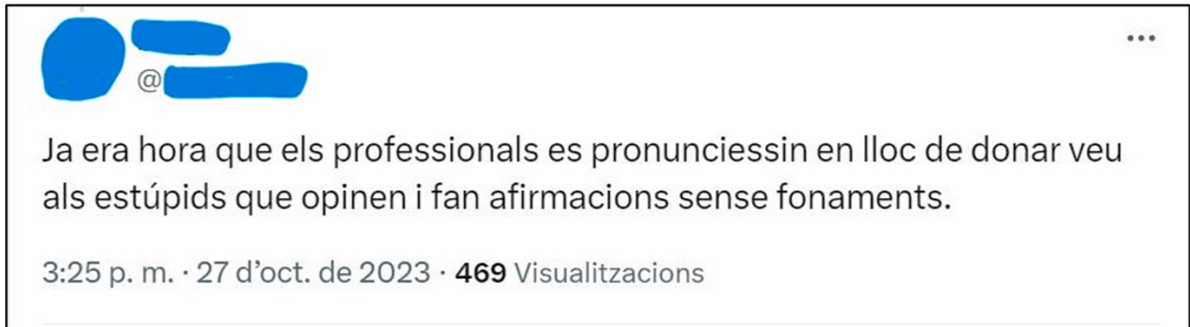 @
Ja era hora que els professionals es pronunciessin en lloc de donar veu
als estúpids que opinen i fan afirmacions sense fonaments.
3:25 p. m. · 27 d’oct. de 2023 · 469 Visualitzacions